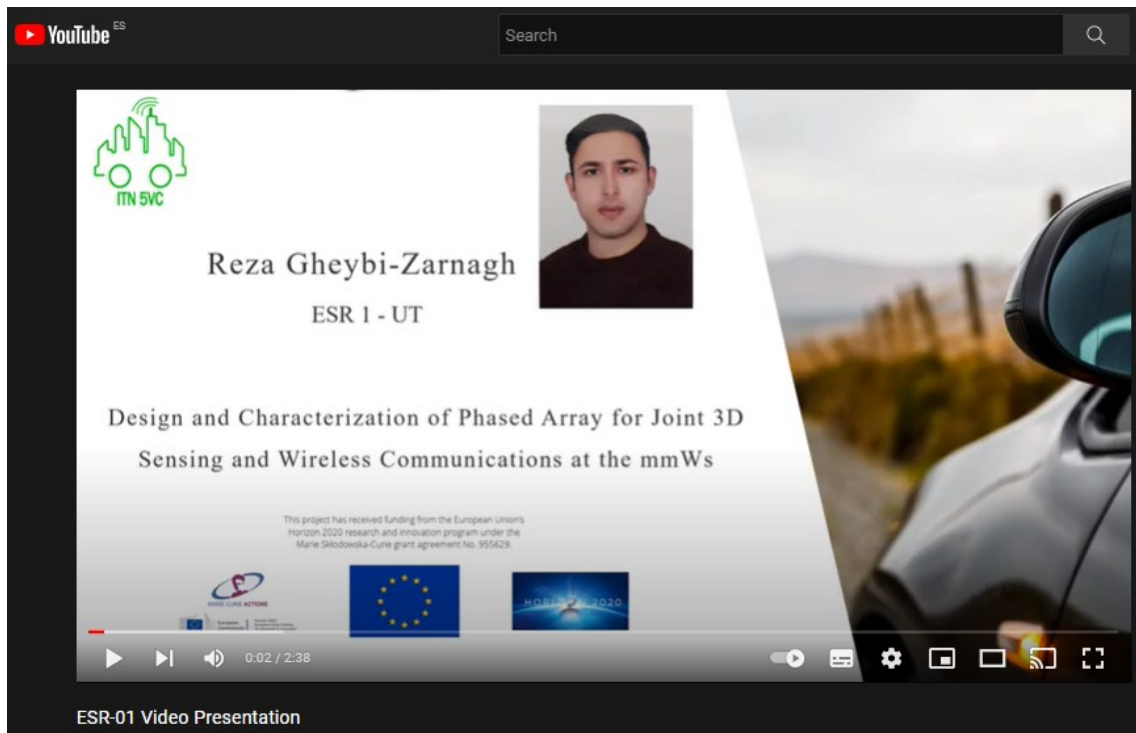 YouTube ES
Search
ITN 5VC
Reza Gheybi-Zarnagh
ESR 1 - UT
Design and Characterization of Phased Array for Joint 3D
Sensing and Wireless Communications at the mmWs
This project has received funding from the European Union's
Horizon 2020 research and innovation program under the
Marie Skłodowska-Curie grant agreement No. 955629.
MARIE CURIE ACTIONS
HORIZON 2020
European
Commission
0:02 / 2:38
ESR-01 Video Presentation